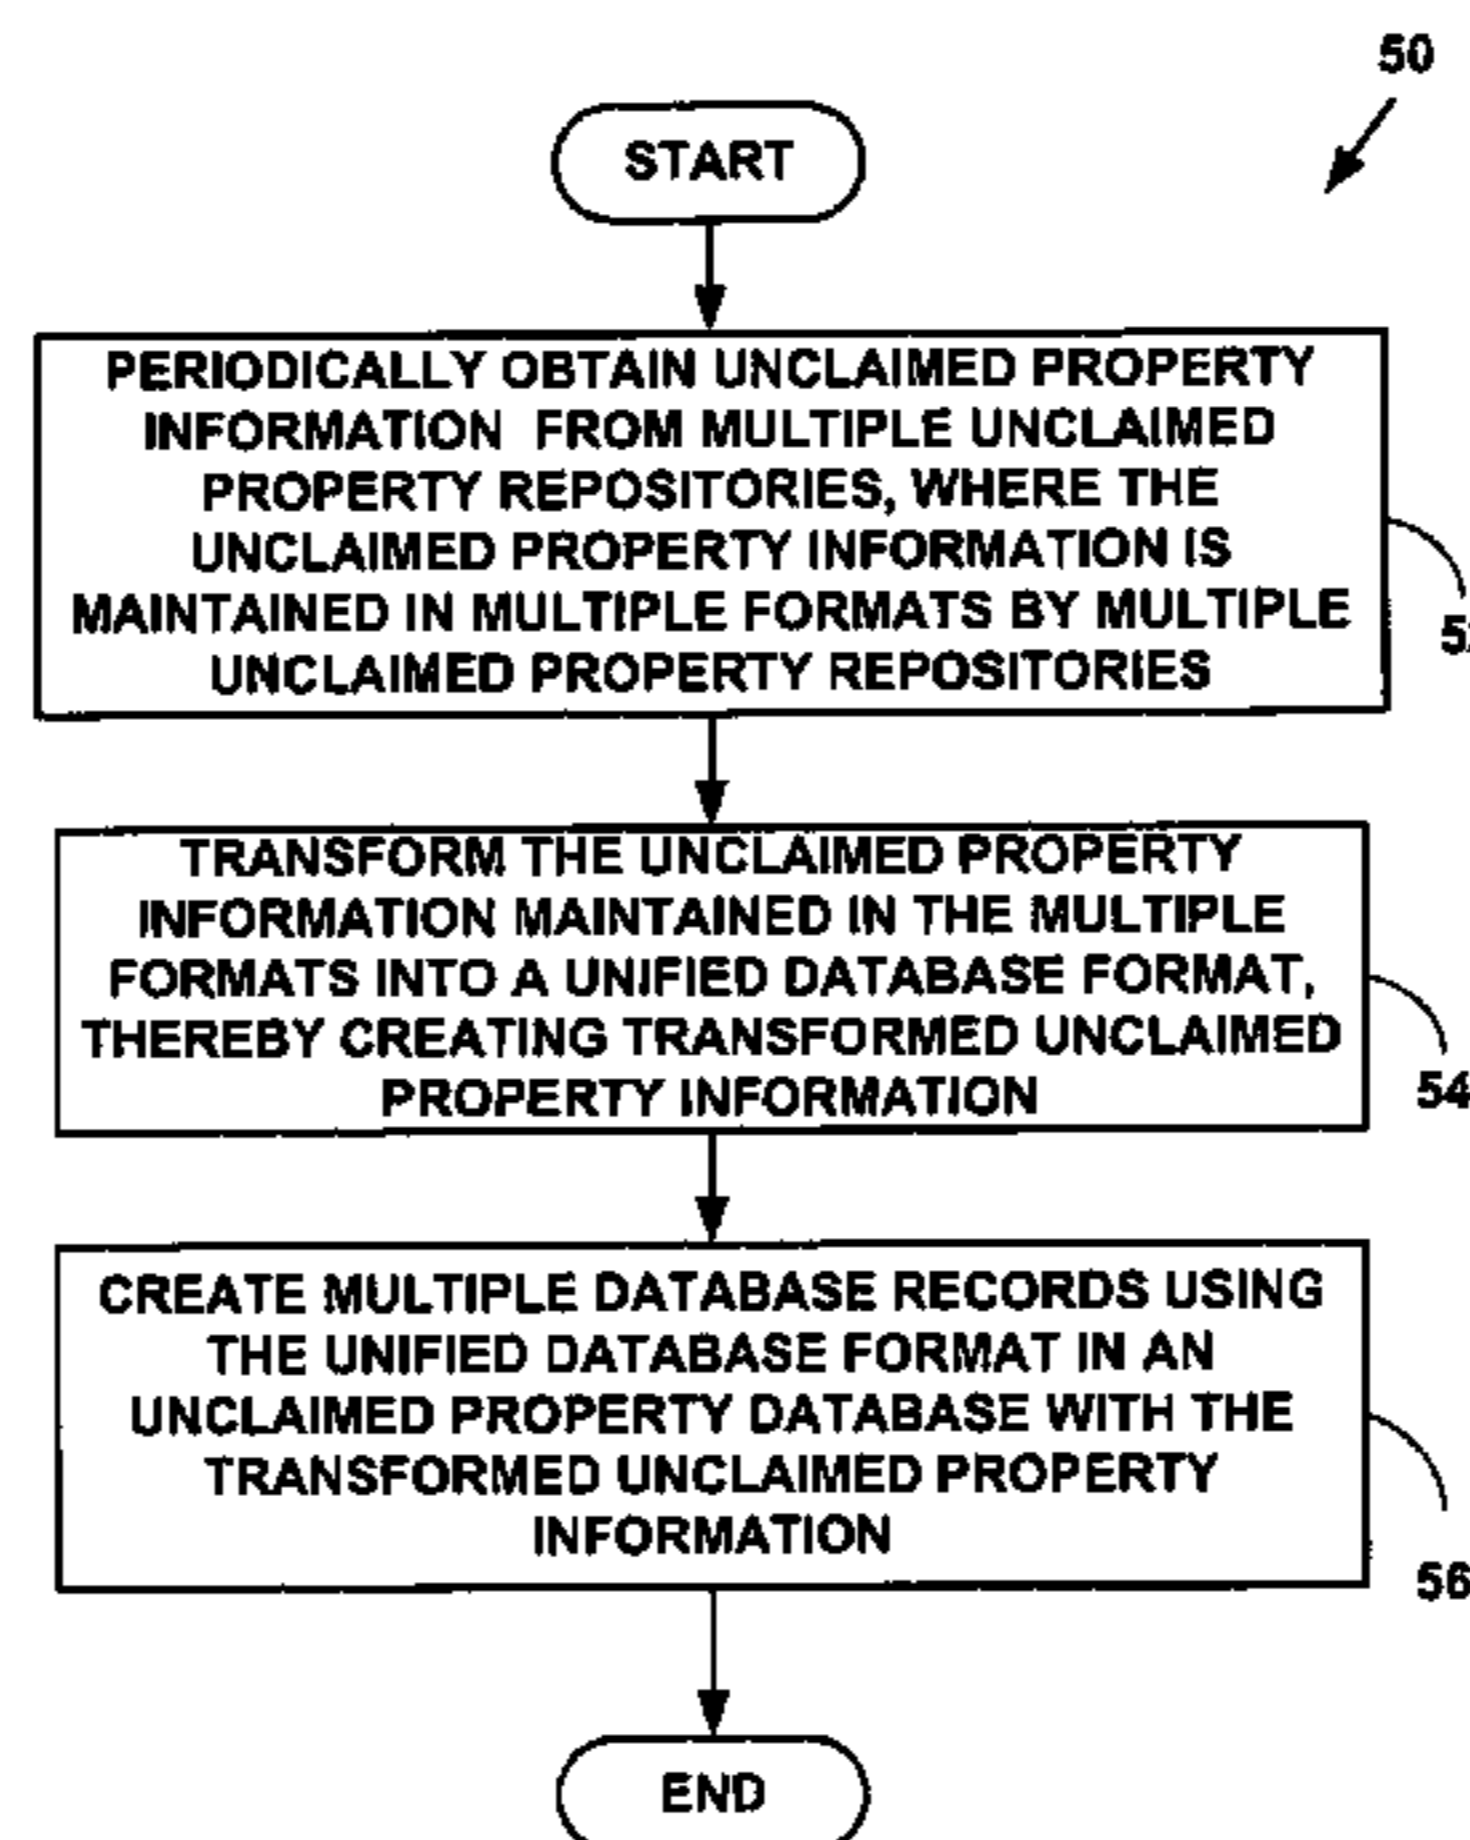 50
START
PERIODICALLY OBTAIN UNCLAIMED PROPERTY
INFORMATION FROM MULTIPLE UNCLAIMED
PROPERTY REPOSITORIES, WHERE THE
UNCLAIMED PROPERTY INFORMATION IS
MAINTAINED IN MULTIPLE FORMATS BY MULTIPLE
UNCLAIMED PROPERTY REPOSITORIES
TRANSFORM THE UNCLAIMED PROPERTY
INFORMATION MAINTAINED IN THE MULTIPLE
FORMATS INTO A UNIFIED DATABASE FORMAT,
THEREBY CREATING TRANSFORMED UNCLAIMED
PROPERTY INFORMATION
54
CREATE MULTIPLE DATABASE RECORDS USING
THE UNIFIED DATABASE FORMAT IN AN
UNCLAIMED PROPERTY DATABASE WITH THE
TRANSFORMED UNCLAIMED PROPERTY
INFORMATION
56
END